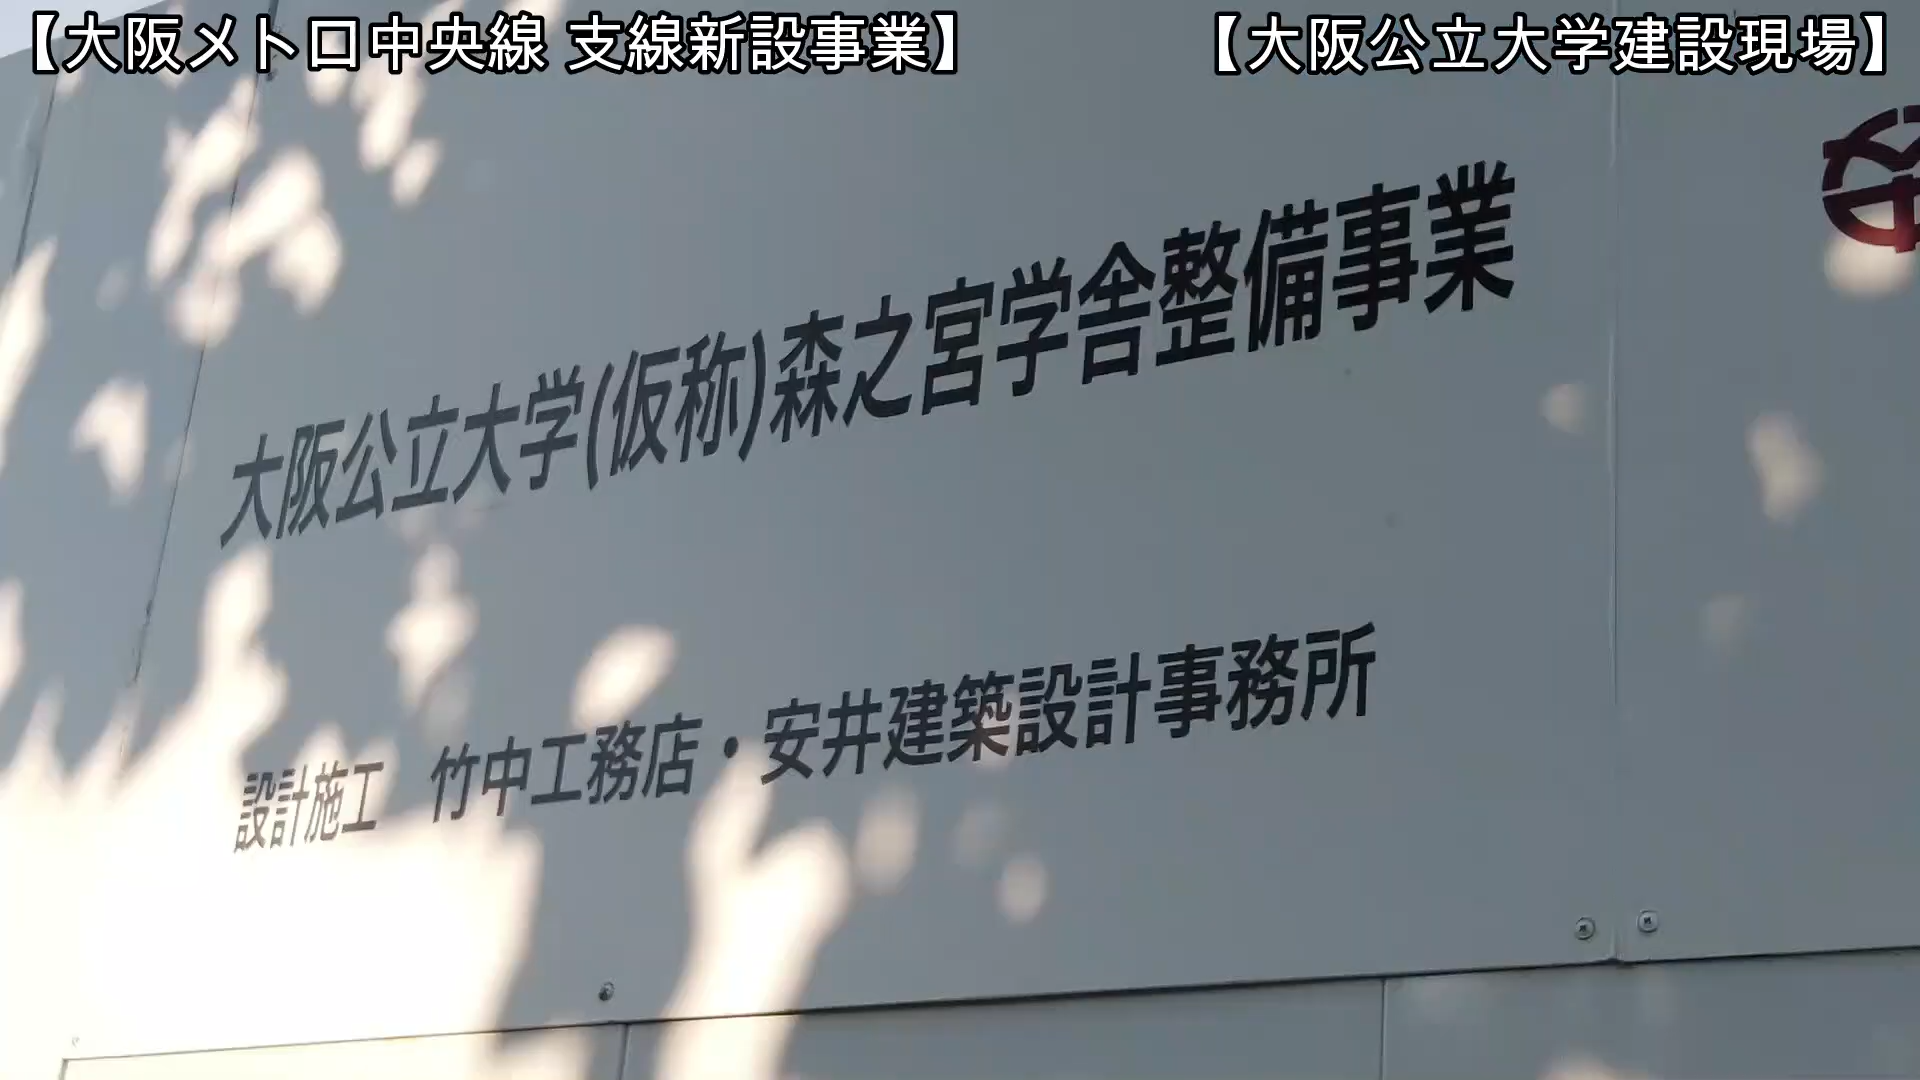 【大阪メトロ中央線 支線新設事業】
【大阪公立大学建設現場】
大阪公立大学(仮称)森之宮学舎整備事業
設計施工　竹中工務店・安井建築設計事務所